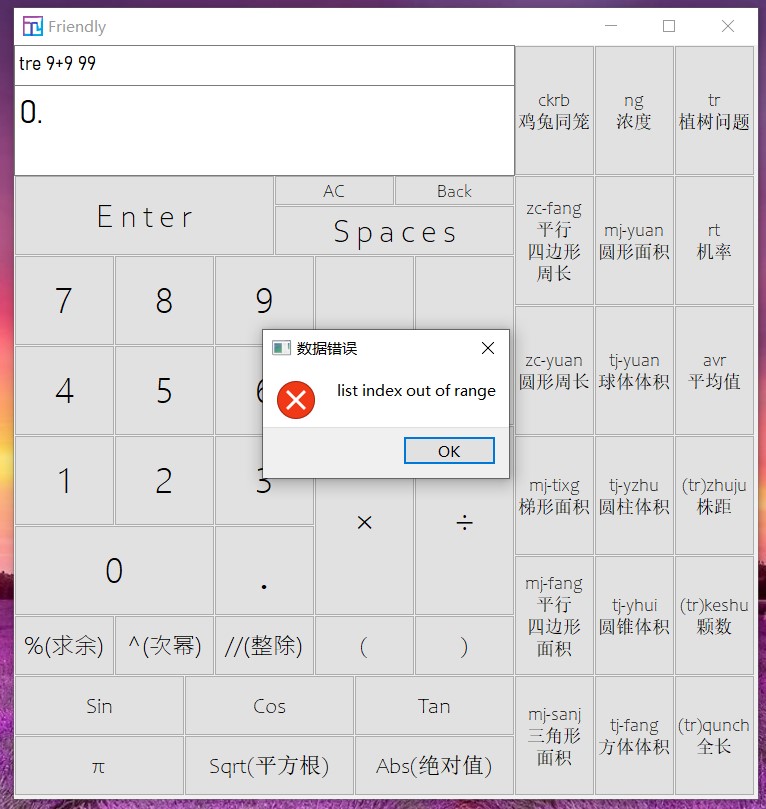 Friendly
tre 9+9 99
0.
Enter
AC
Back
Spaces
7
8
9
4
5
1
2
3
×
÷
0
.
%(求余)
^(次幂)
//(整除)
(
)
Sin
Cos
Tan
π
Sqrt(平方根)
Abs(绝对值)
ckrb
鸡兔同笼
ng
浓度
tr
植树问题
zc-fang
平行
四边形
周长
mj-yuan
圆形面积
rt
机率
zc-yuan
圆形周长
tj-yuan
球体体积
avr
平均值
mj-tixg
梯形面积
tj-yzhu
圆柱体积
(tr)zhuju
株距
mj-fang
平行
四边形
面积
tj-yhui
圆锥体积
(tr)keshu
颗数
mj-sanj
三角形
面积
tj-fang
方体体积
(tr)qunch
全长
数据错误
list index out of range
OK